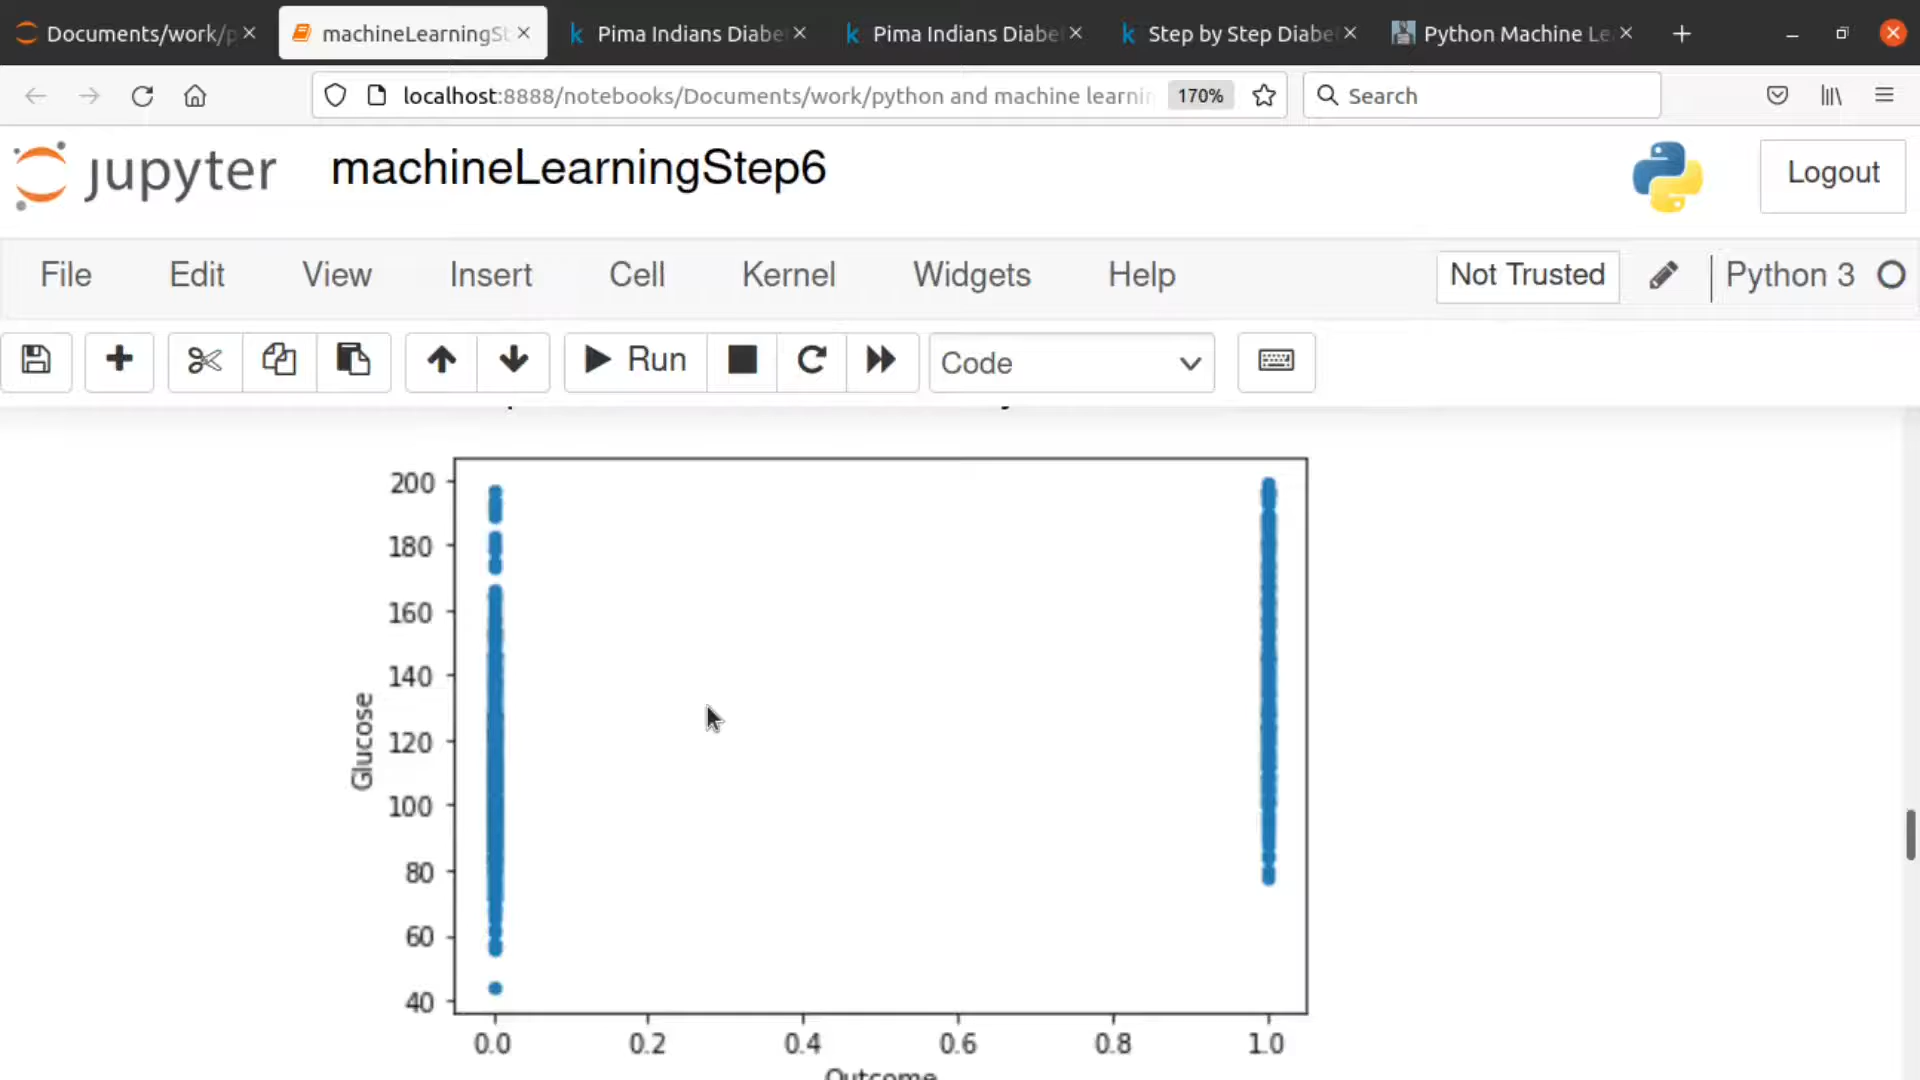 Documents/work/p
machineLearningSt
Pima Indians Diabe
Pima Indians Diabe
Step by Step Diabe
Python Machine Le
localhost:8888/notebooks/Documents/work/python and machine learnin
170%
Search
jupyter
machineLearningStep6
Logout
File Edit View Insert Cell Kernel Widgets Help
Not Trusted
Python 3
Run
Code
200
180
160
140
120
100
80
60
40
Glucose
0.0 0.2 0.4 0.6 0.8 1.0
Outcome